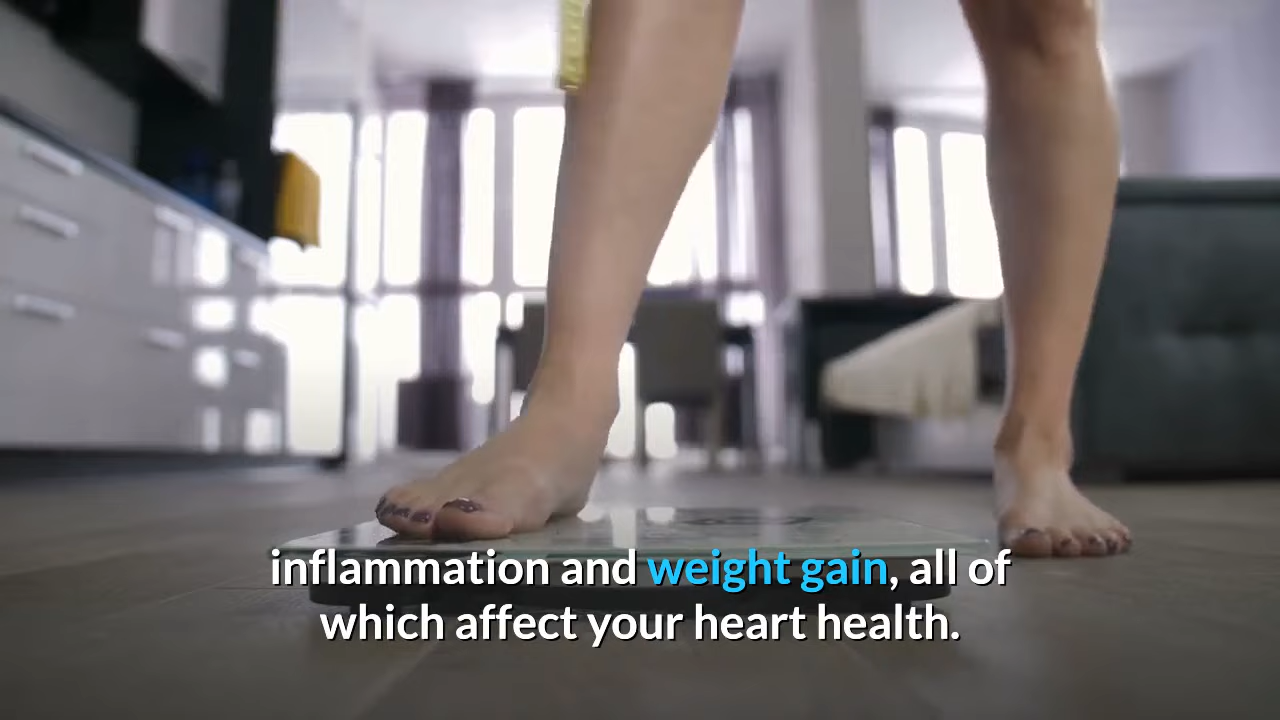 inflammation and weight gain, all of
which affect your heart health.